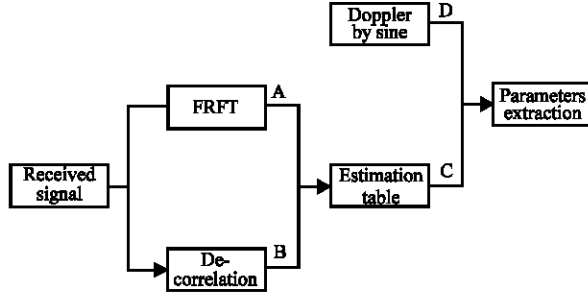 Doppler
by sine
D
A
FRFT
Parameters
extraction
Received
signal
Estimation
table
C
B
De-
correlation